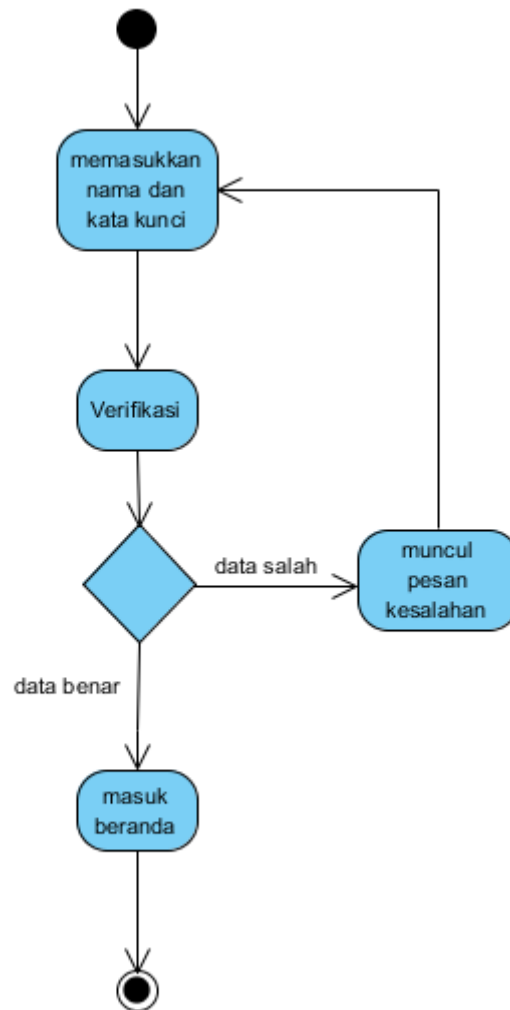 memasukkan
nama dan
kata kunci
Verifikasi
data salah
muncul
pesan
kesalahan
data benar
masuk
beranda